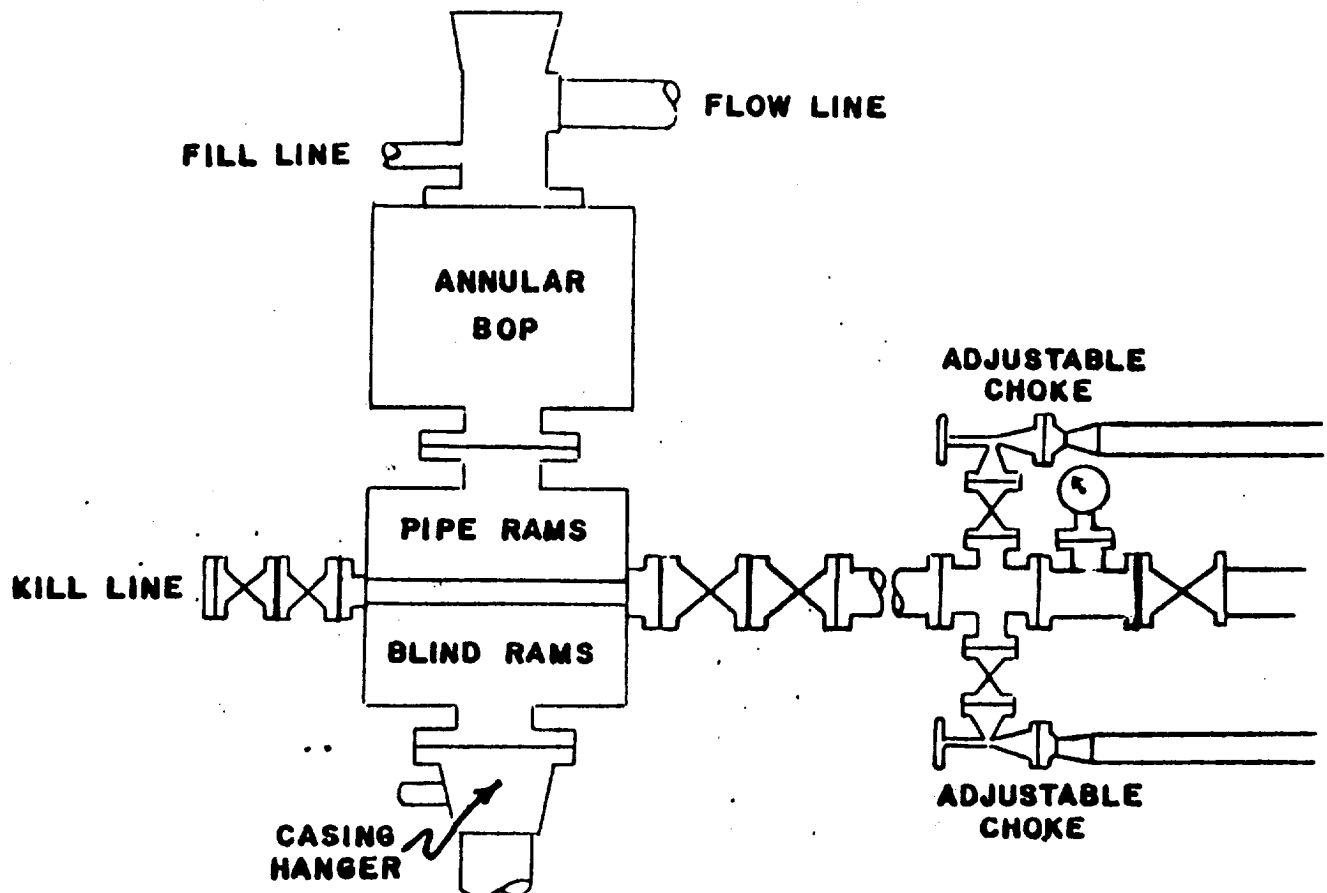 FLOW LINE
FILL LINE
ANNULAR
BOP
ADJUSTABLE
CHOKE
PIPE RAMS
KILL LINE
BLIND RAMS
ADJUSTABLE
CHOKE
CASING
HANGER